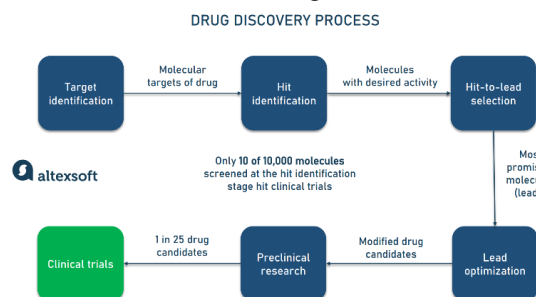 DRUG DISCOVERY PROCESS
Target
identification
Molecular
targets of drug
Hit
identification
Molecules
with desired activity
Hit-to-lead
selection
altexsoft
Only 10 of 10,000 molecules
screened at the hit identification
stage hit clinical trials
Clinical trials
1 in 25 drug
candidates
Preclinical
research
Modified drug
candidates
Lead
optimization